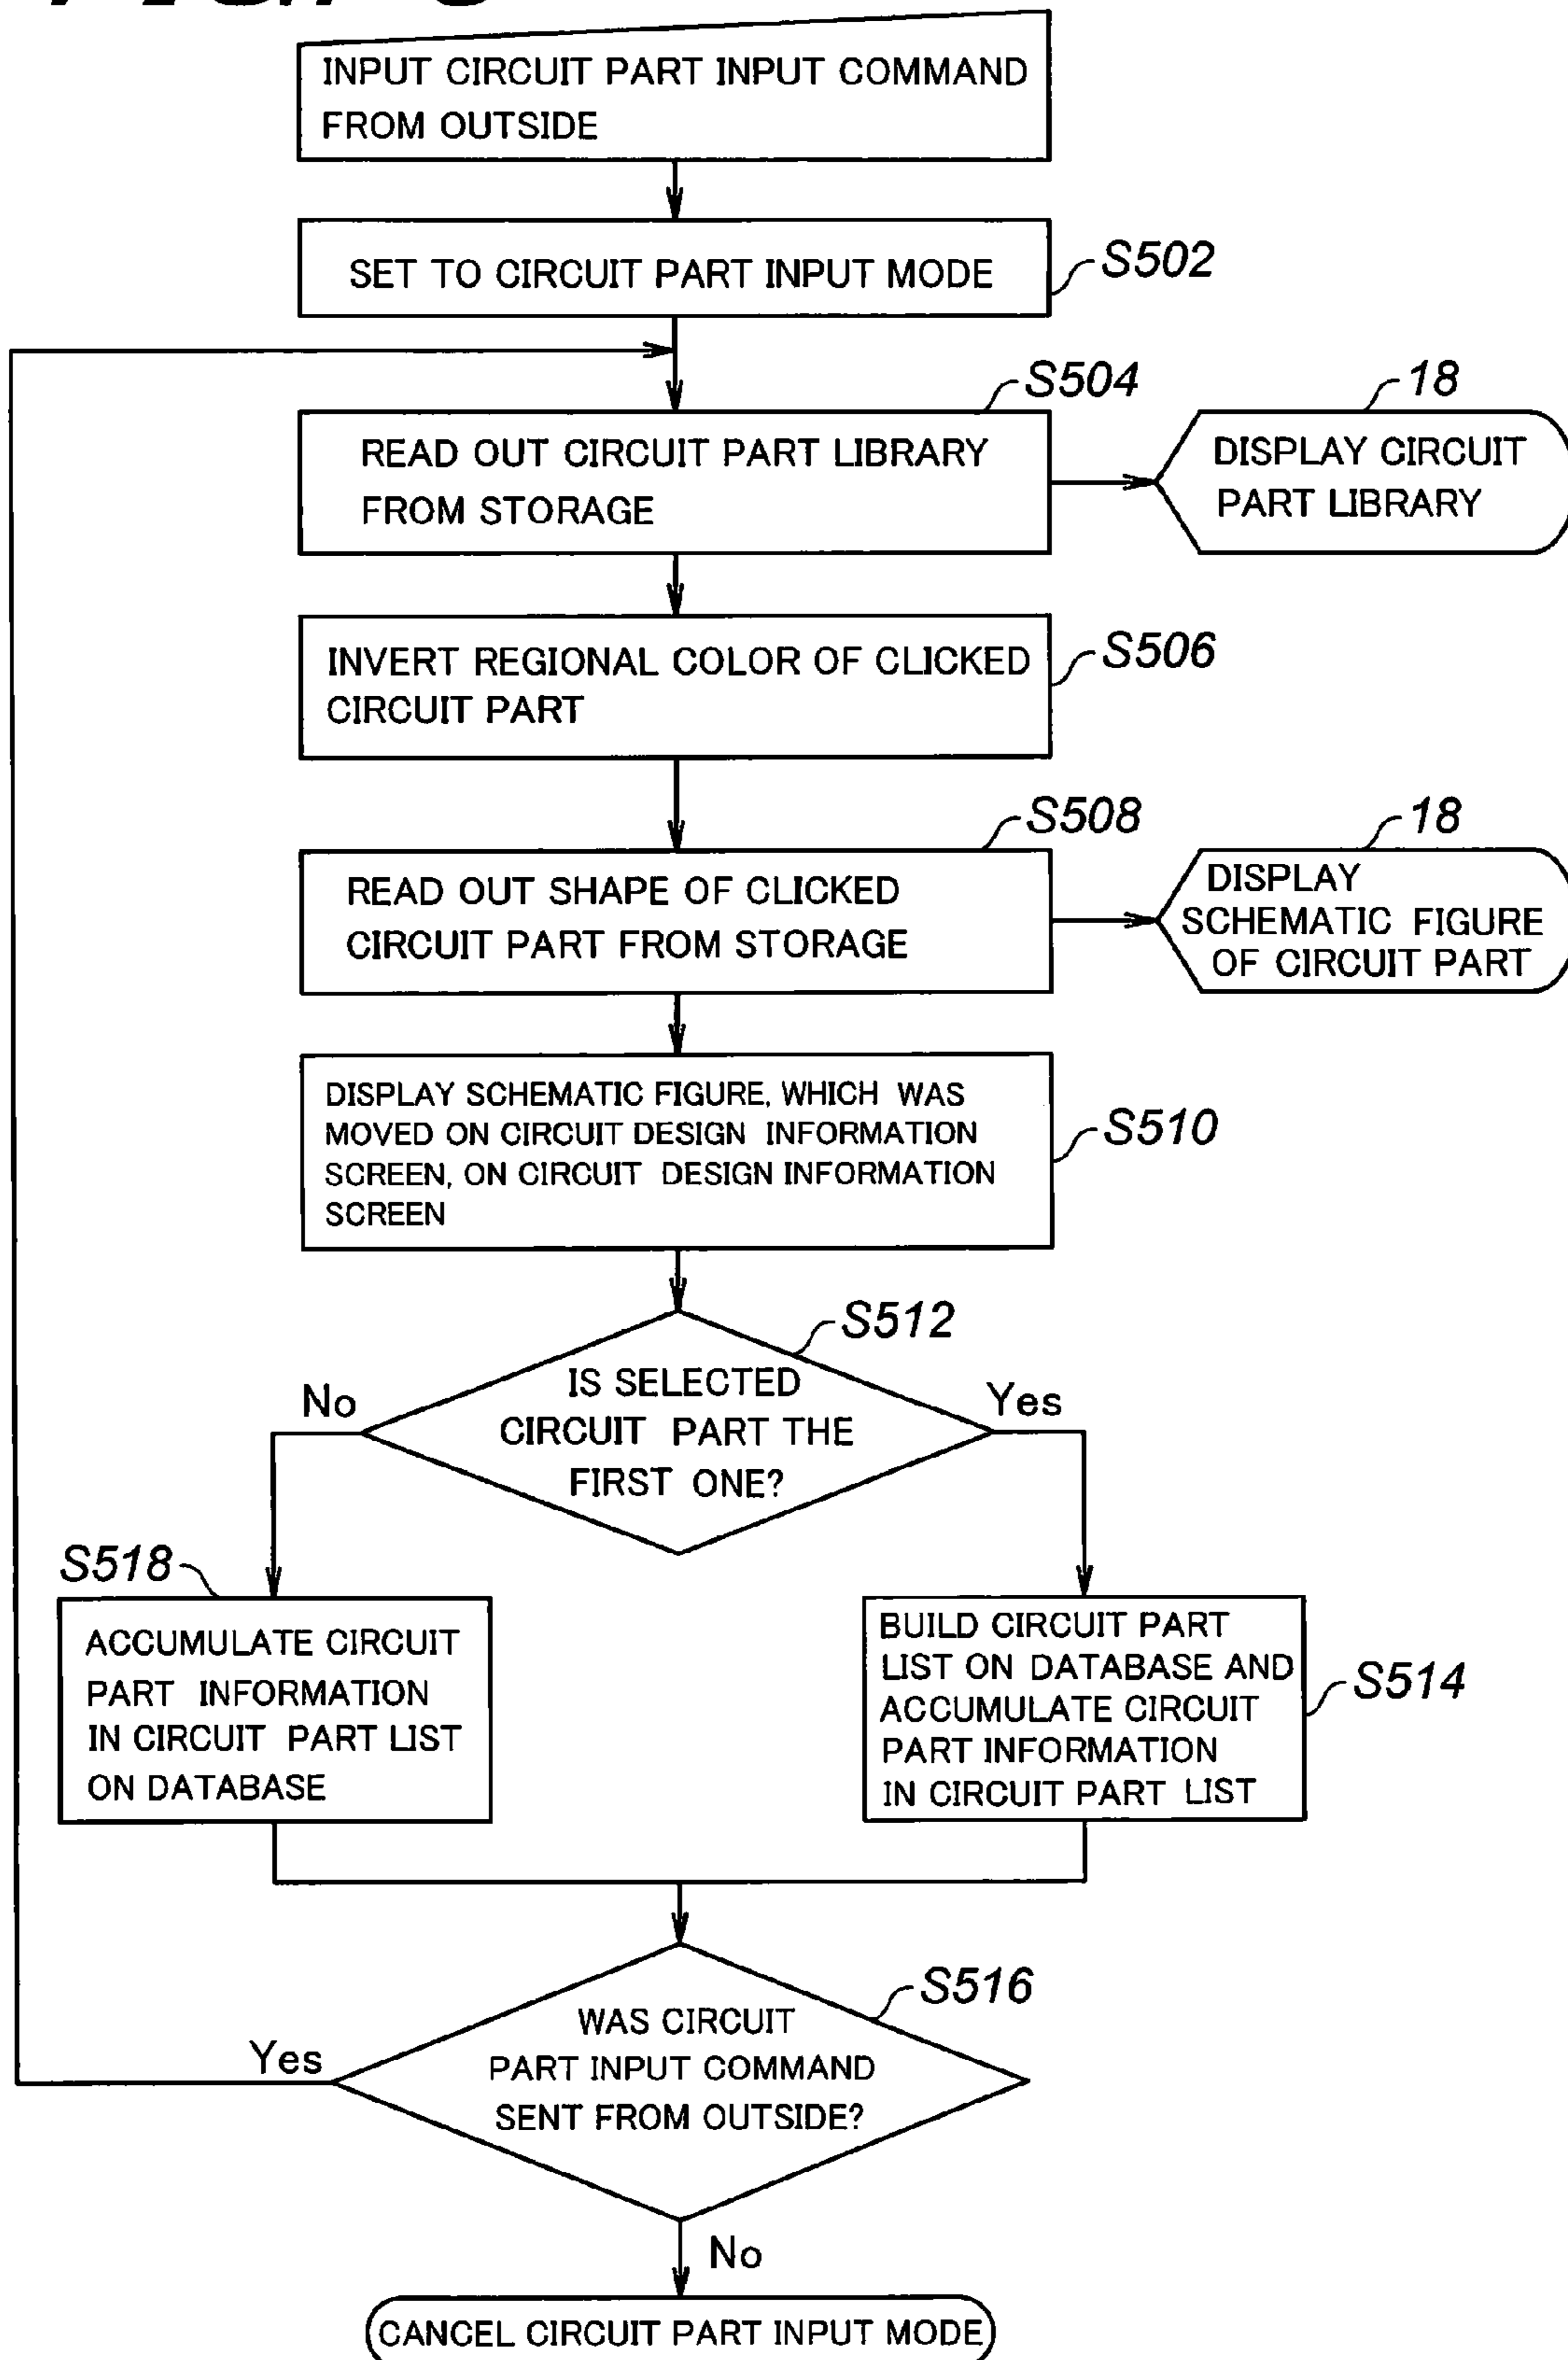 INPUT CIRCUIT PART INPUT COMMAND
FROM OUTSIDE
SET TO CIRCUIT PART INPUT MODE
S502
S504
READ OUT CIRCUIT PART LIBRARY
FROM STORAGE
18
DISPLAY CIRCUIT
PART LIBRARY
INVERT REGIONAL COLOR OF CLICKED
CIRCUIT PART
S506
S508
READ OUT SHAPE OF CLICKED
CIRCUIT PART FROM STORAGE
18
DISPLAY
SCHEMATIC FIGURE
OF CIRCUIT PART
DISPLAY SCHEMATIC FIGURE, WHICH WAS
MOVED ON CIRCUIT DESIGN INFORMATION
SCREEN, ON CIRCUIT DESIGN INFORMATION
SCREEN
S510
S512
IS SELECTED
CIRCUIT PART THE
FIRST ONE?
No
Yes
S518
ACCUMULATE CIRCUIT
PART INFORMATION
IN CIRCUIT PART LIST
ON DATABASE
BUILD CIRCUIT PART
LIST ON DATABASE AND
ACCUMULATE CIRCUIT
PART INFORMATION
IN CIRCUIT PART LIST
S514
S516
WAS CIRCUIT
PART INPUT COMMAND
SENT FROM OUTSIDE?
Yes
No
CANCEL CIRCUIT PART INPUT MODE